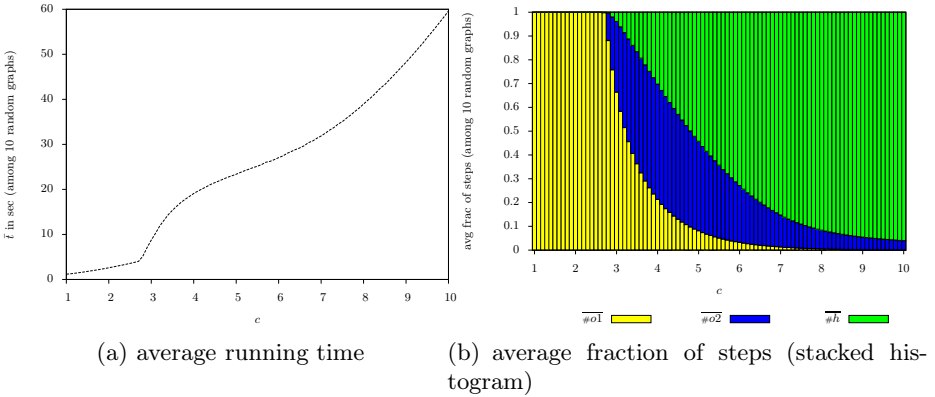 60
50
40
30
20
10
0
t̄ in sec (among 10 random graphs)
1 2 3 4 5 6 7 8 9 10
c
(a) average running time
1
0.9
0.8
0.7
0.6
0.5
0.4
0.3
0.2
0.1
0
avg frac of steps (among 10 random graphs)
1 2 3 4 5 6 7 8 9 10
c
#o1 #o2 #h
(b) average fraction of steps (stacked his-
togram)